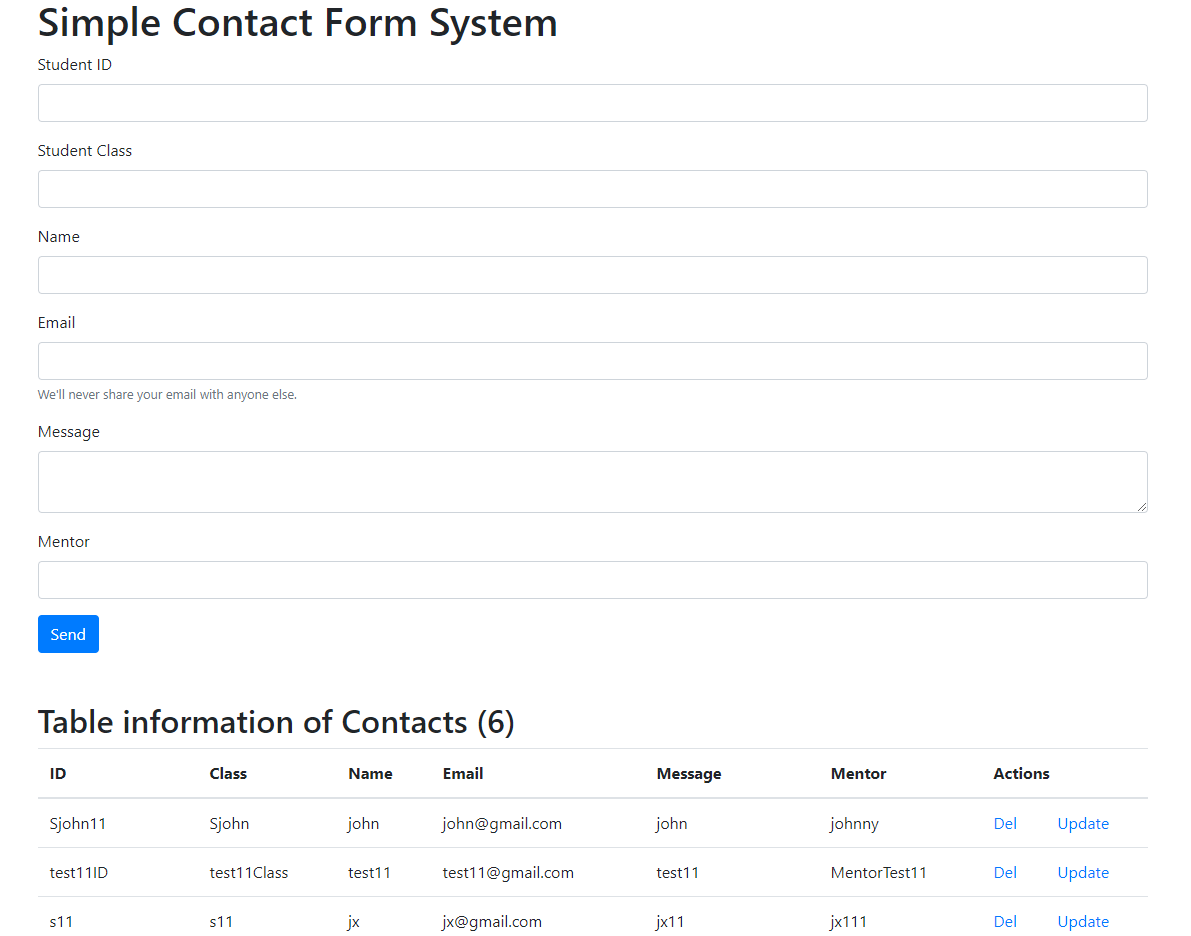 Simple Contact Form System
Student ID
Student Class
Name
Email
We'll never share your email with anyone else.
Message
Mentor
Send
Table information of Contacts (6)
ID Class Name Email Message Mentor Actions
Sjohn11 Sjohn john john@gmail.com john johnny Del Update
test11ID test11Class test11 test11@gmail.com test11 MentorTest11 Del Update
s11 s11 jx jx@gmail.com jx11 jx111 Del Update